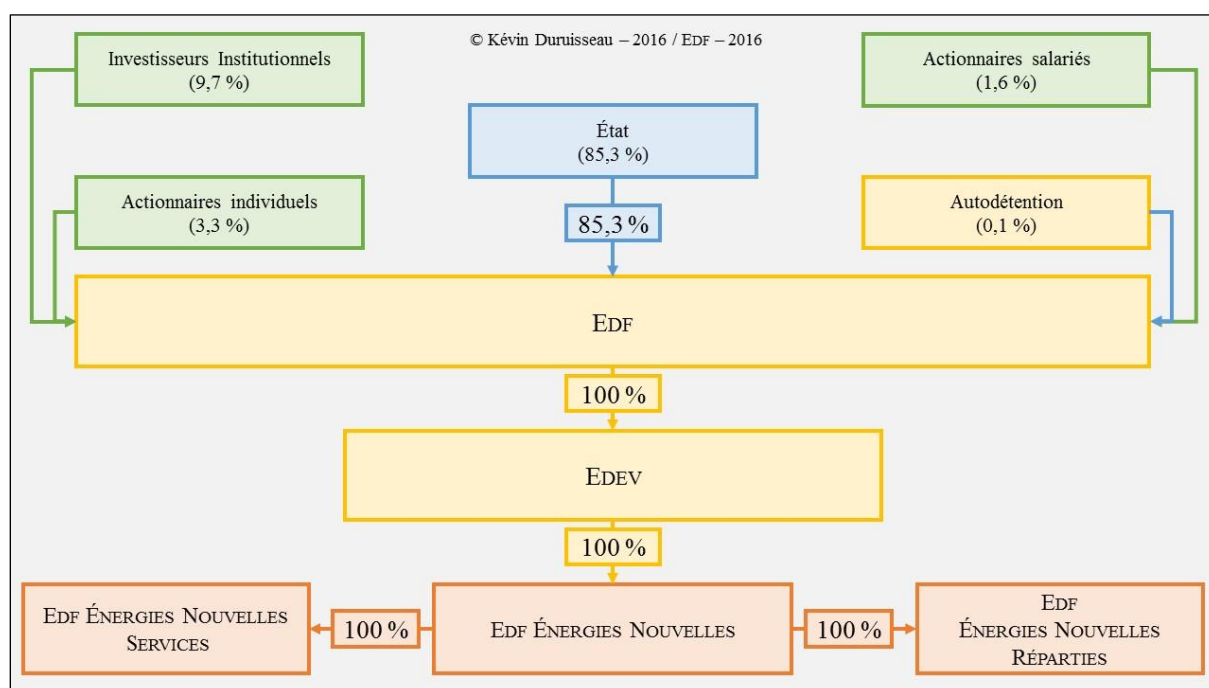 © Kévin Duruisseau – 2016 / EDF – 2016
Investisseurs Institutionnels
(9,7 %)
Actionnaires salariés
(1,6 %)
État
(85,3 %)
Actionnaires individuels
(3,3 %)
Autodétention
(0,1 %)
85,3 %
EDF
100 %
EDEV
100 %
EDF ÉNERGIES NOUVELLES
SERVICES
100 %
EDF ÉNERGIES NOUVELLES
100 %
EDF
ÉNERGIES NOUVELLES
RÉPARTIES